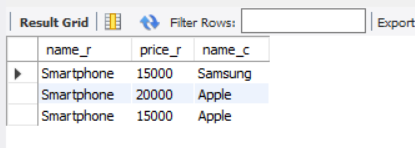 Result Grid Filter Rows: Export
name_r price_r name_c
Smartphone 15000 Samsung
Smartphone 20000 Apple
Smartphone 15000 Apple